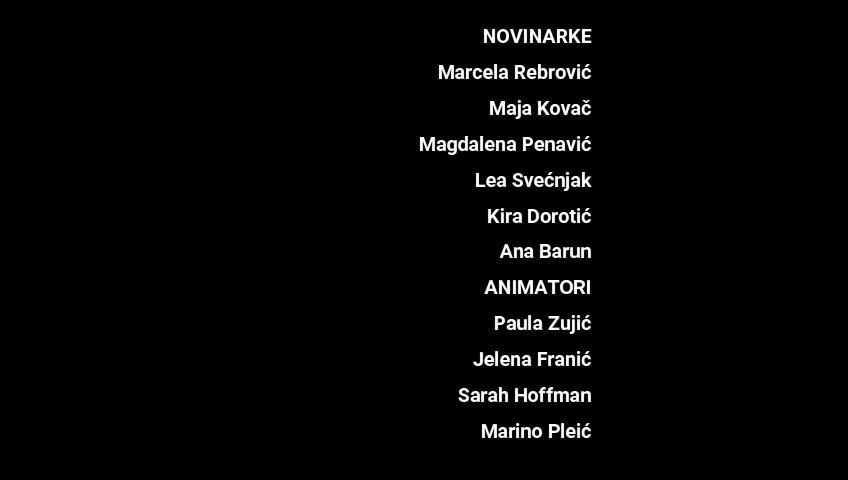 NOVINARKE
Marcela Rebrović
Maja Kovač
Magdalena Penavić
Lea Svećnjak
Kira Dorotić
Ana Barun
ANIMATORI
Paula Zujić
Jelena Franić
Sarah Hoffman
Marino Pleić